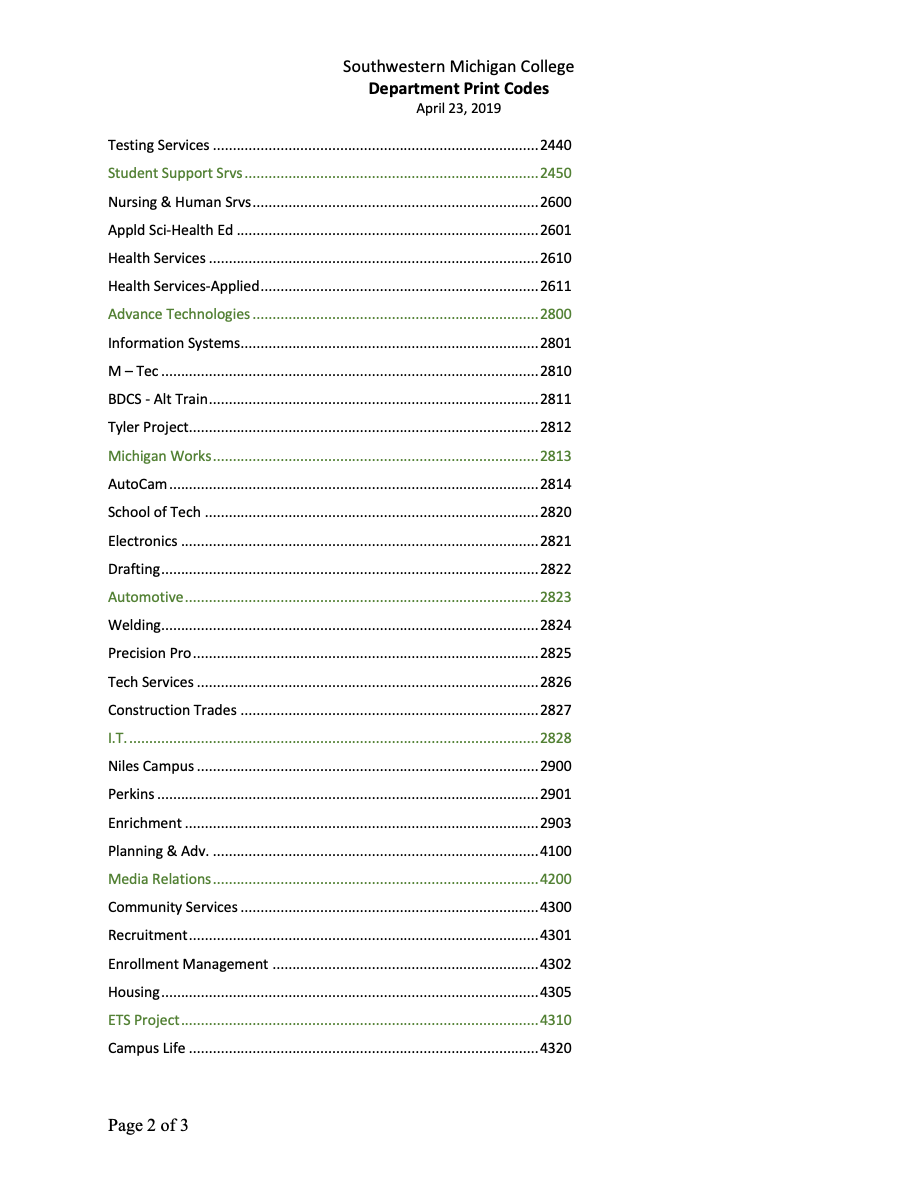 Southwestern Michigan College
Department Print Codes
April 23, 2019
Testing Services ................................................................................. 2440
Student Support Srvs ......................................................................... 2450
Nursing & Human Srvs ....................................................................... 2600
Appld Sci-Health Ed ........................................................................... 2601
Health Services .................................................................................. 2610
Health Services-Applied ..................................................................... 2611
Advance Technologies ....................................................................... 2800
Information Systems .......................................................................... 2801
M – Tec .............................................................................................. 2810
BDCS - Alt Train .................................................................................. 2811
Tyler Project ....................................................................................... 2812
Michigan Works ................................................................................. 2813
AutoCam ............................................................................................ 2814
School of Tech ................................................................................... 2820
Electronics ......................................................................................... 2821
Drafting .............................................................................................. 2822
Automotive ........................................................................................ 2823
Welding .............................................................................................. 2824
Precision Pro ...................................................................................... 2825
Tech Services ..................................................................................... 2826
Construction Trades .......................................................................... 2827
I.T. ...................................................................................................... 2828
Niles Campus ..................................................................................... 2900
Perkins ............................................................................................... 2901
Enrichment ........................................................................................ 2903
Planning & Adv. ................................................................................. 4100
Media Relations ................................................................................. 4200
Community Services .......................................................................... 4300
Recruitment ....................................................................................... 4301
Enrollment Management .................................................................. 4302
Housing .............................................................................................. 4305
ETS Project ......................................................................................... 4310
Campus Life ....................................................................................... 4320
Page 2 of 3